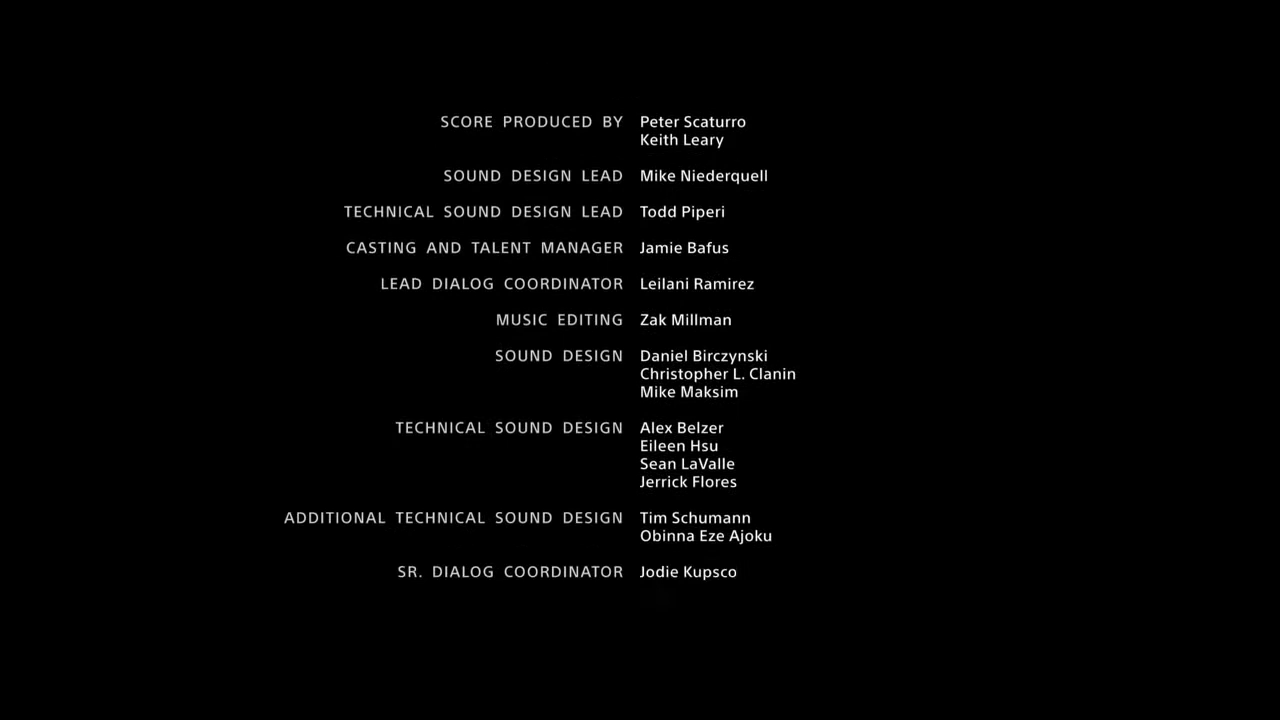 SCORE PRODUCED BY Peter Scaturro
Keith Leary
SOUND DESIGN LEAD Mike Niederquell
TECHNICAL SOUND DESIGN LEAD Todd Piperi
CASTING AND TALENT MANAGER Jamie Bafus
LEAD DIALOG COORDINATOR Leilani Ramirez
MUSIC EDITING Zak Millman
SOUND DESIGN Daniel Birczynski
Christopher L. Clanin
Mike Maksim
TECHNICAL SOUND DESIGN Alex Belzer
Eileen Hsu
Sean LaValle
Jerrick Flores
ADDITIONAL TECHNICAL SOUND DESIGN Tim Schumann
Obinna Eze Ajoku
SR. DIALOG COORDINATOR Jodie Kupsco